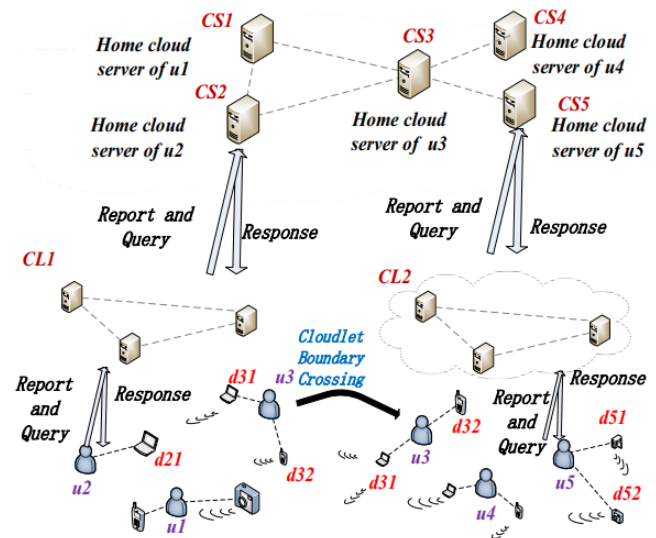 CS1
CS4
CS3
Home cloud
server of u1
Home cloud
server of u4
CS2
CS5
Home cloud
server of u2
Home cloud
server of u3
Home cloud
server of u5
Report and
Query
Response
Report and
Query
Response
CL1
CL2
Cloudlet
Boundary
Crossing
Report
and
Query
Response
d31
u3
d32
d21
u2
u1
d32
u3
d31
Report
and
Query
Response
d51
u5
d52
u4